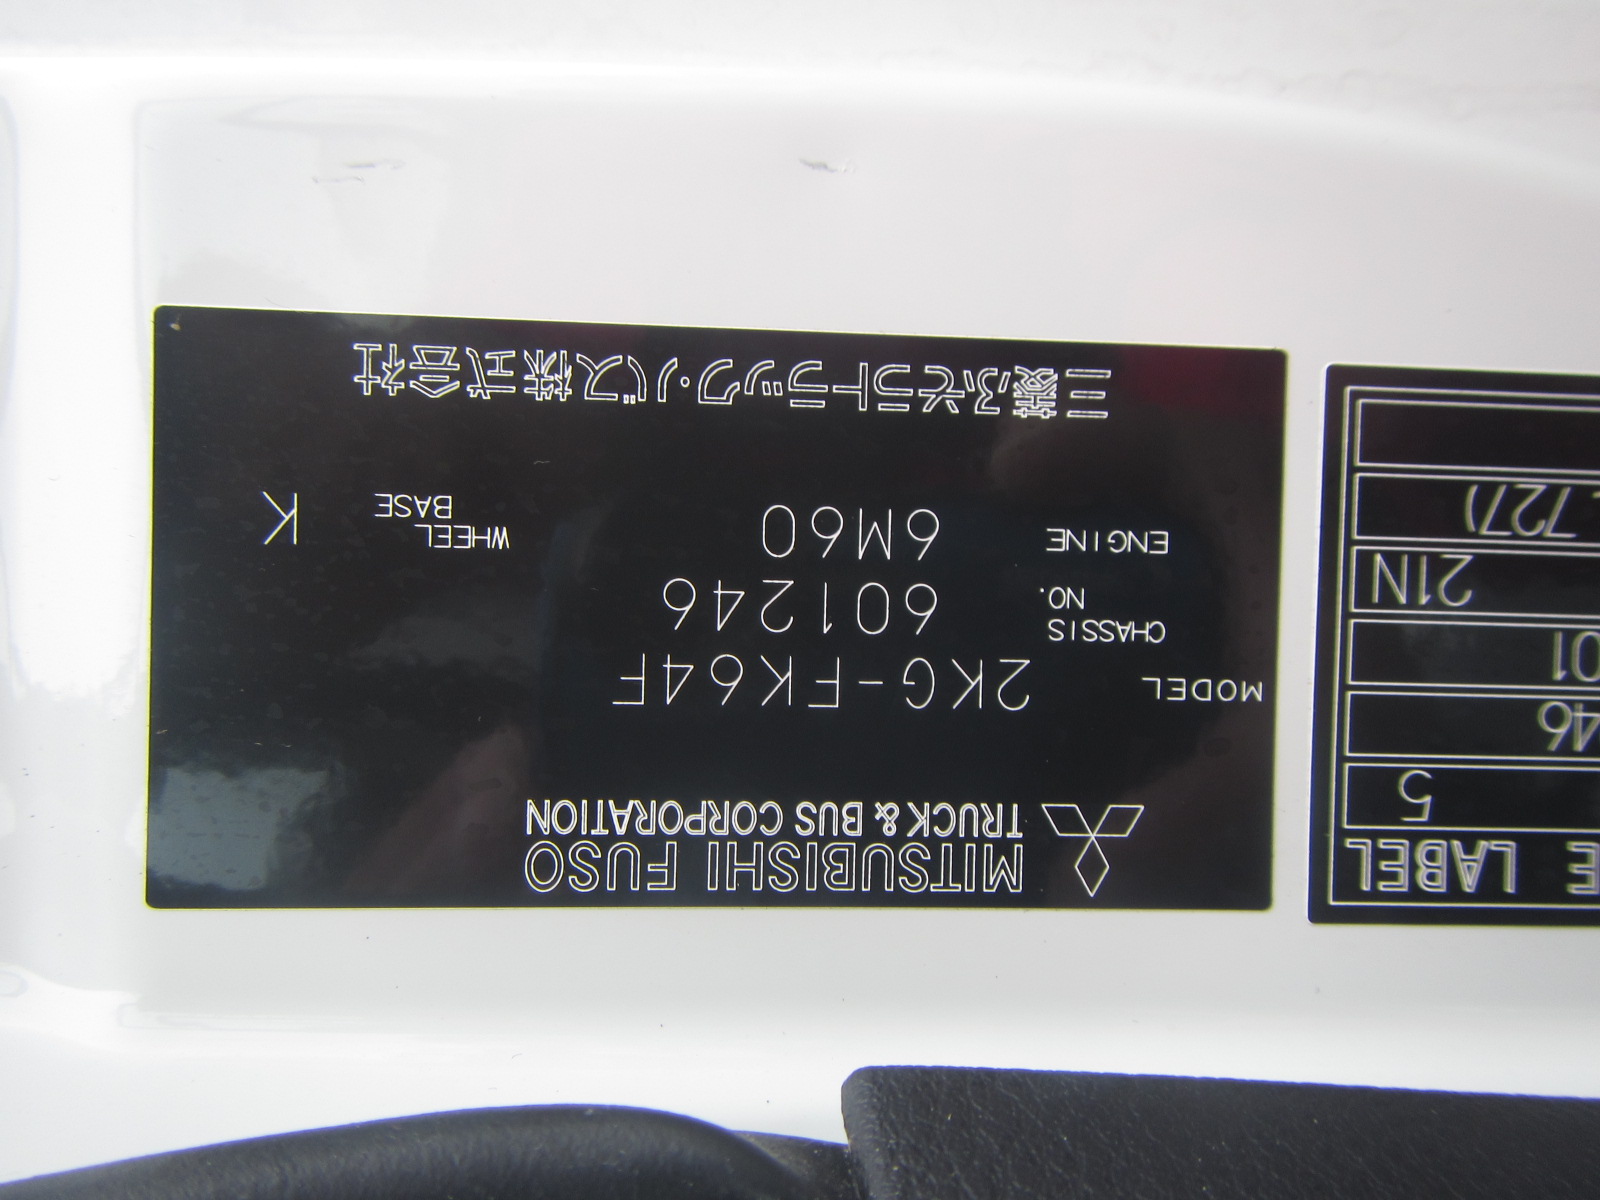 MITSUBISHI FUSO
TRUCK & BUS CORPORATION
MODEL 2KG-FK64F
CHASSIS NO. 601246
ENGINE 6M60 WHEEL BASE K
三菱ふそうトラック・バス株式会社
E LABEL
5
46
01
21N
727)